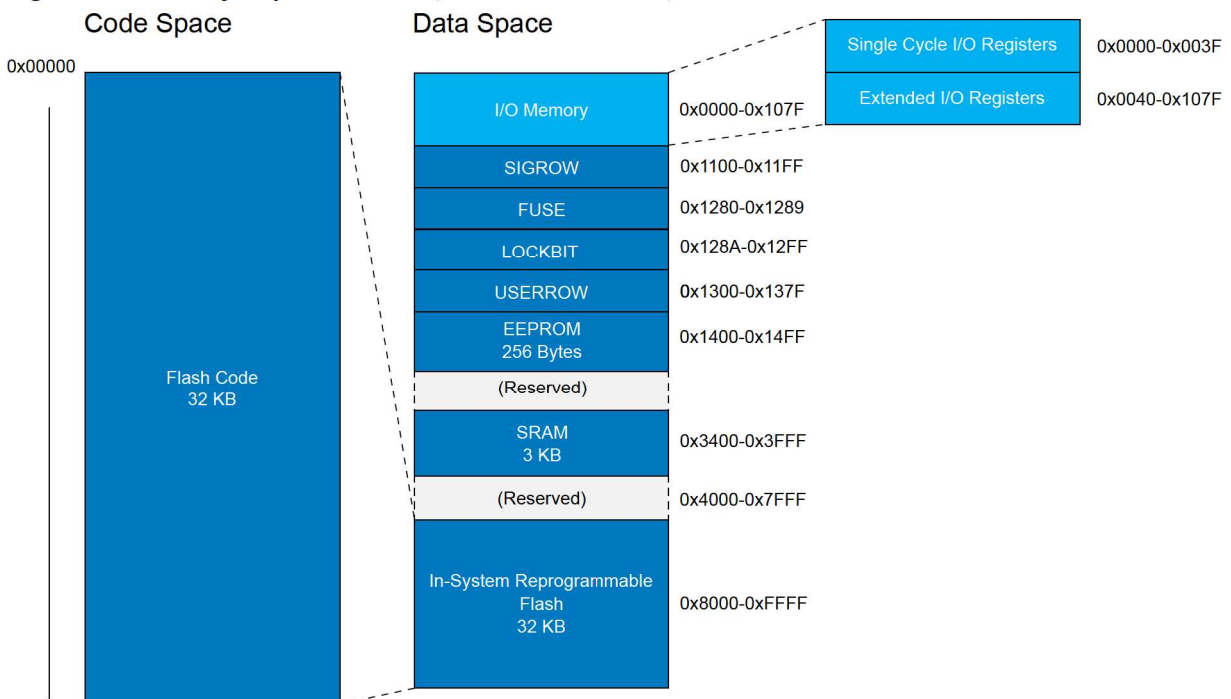 Code Space
Data Space
0x00000
Flash Code
32 KB
I/O Memory
0x0000-0x107F
Single Cycle I/O Registers
0x0000-0x003F
Extended I/O Registers
0x0040-0x107F
SIGROW
0x1100-0x11FF
FUSE
0x1280-0x1289
LOCKBIT
0x128A-0x12FF
USERROW
0x1300-0x137F
EEPROM
256 Bytes
0x1400-0x14FF
(Reserved)
SRAM
3 KB
0x3400-0x3FFF
(Reserved)
0x4000-0x7FFF
In-System Reprogrammable
Flash
32 KB
0x8000-0xFFFF